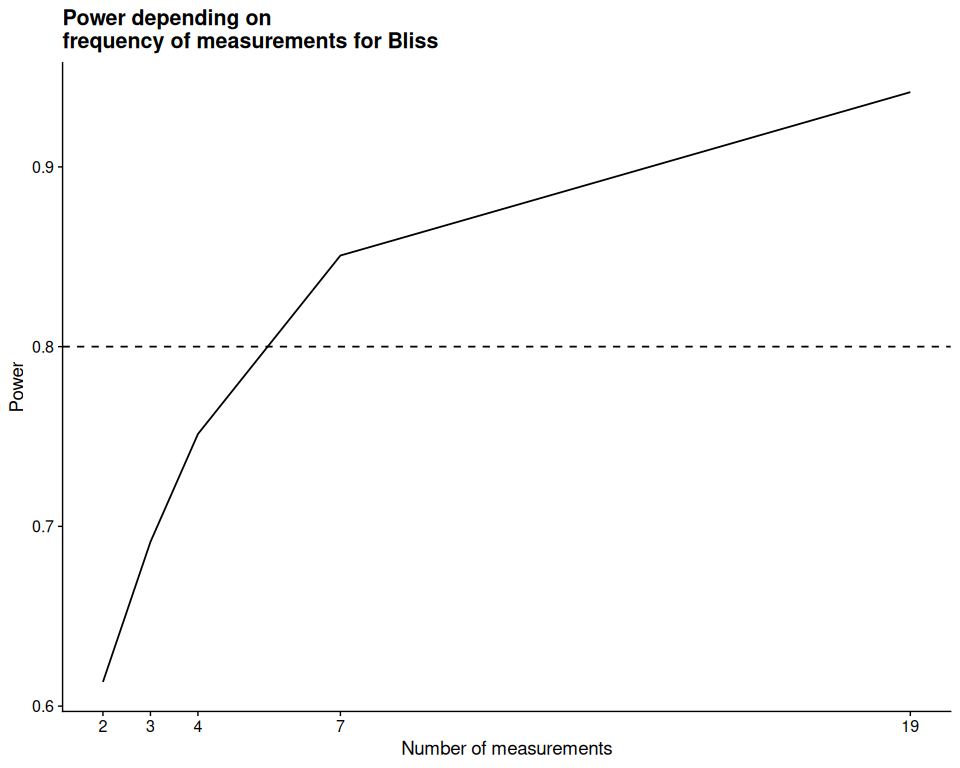 Power depending on
frequency of measurements for Bliss
0.9
0.8
0.7
0.6
Power
2 3 4 7 19
Number of measurements